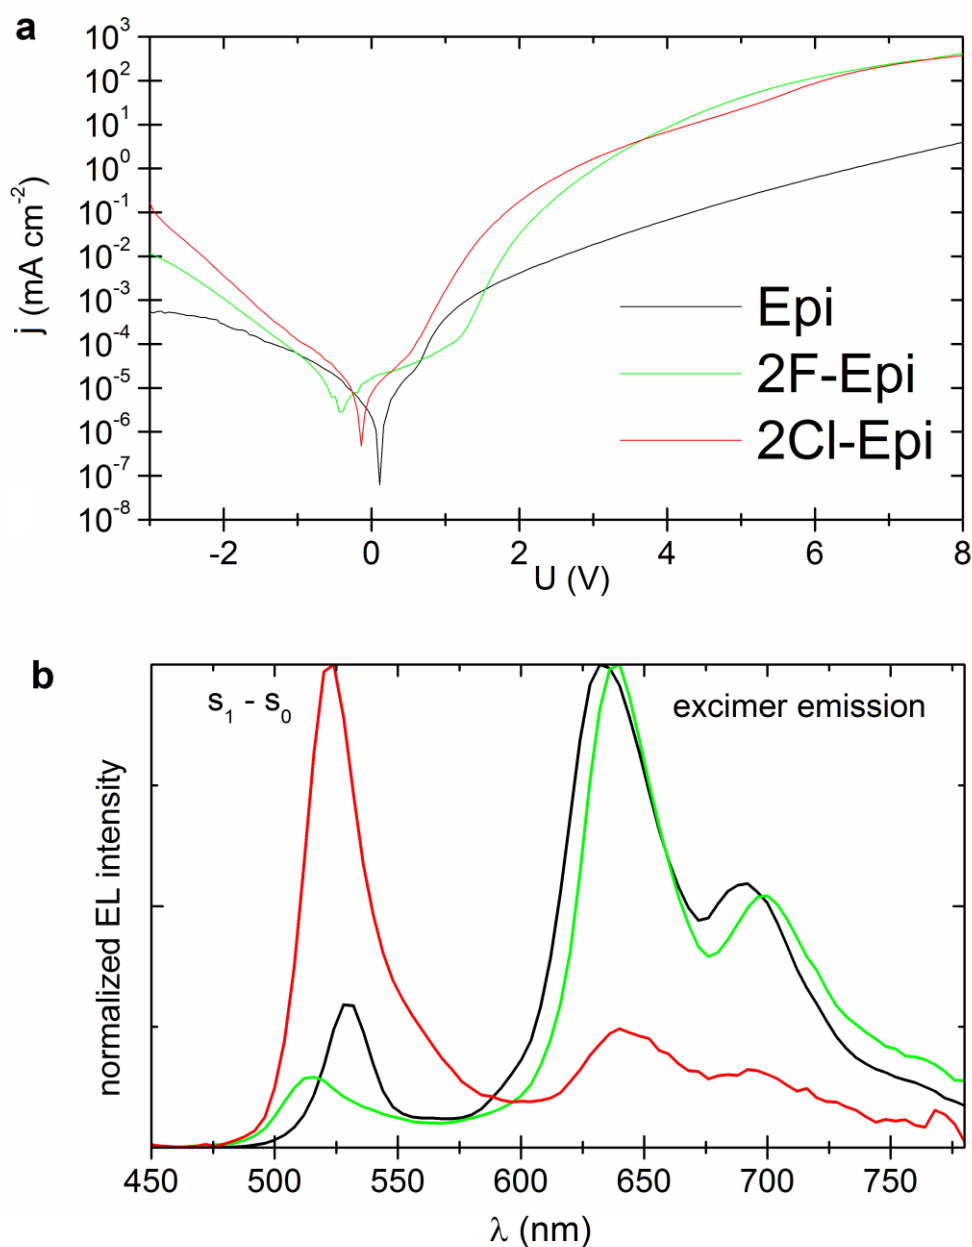 a
10³
10²
10¹
10⁰
10⁻¹
10⁻²
10⁻³
10⁻⁴
10⁻⁵
10⁻⁶
10⁻⁷
10⁻⁸
j (mA cm⁻²)
Epi
2F-Epi
2Cl-Epi
-2 0 2 4 6 8
U (V)
b
s₁ - s₀
excimer emission
normalized EL intensity
450 500 550 600 650 700 750
λ (nm)